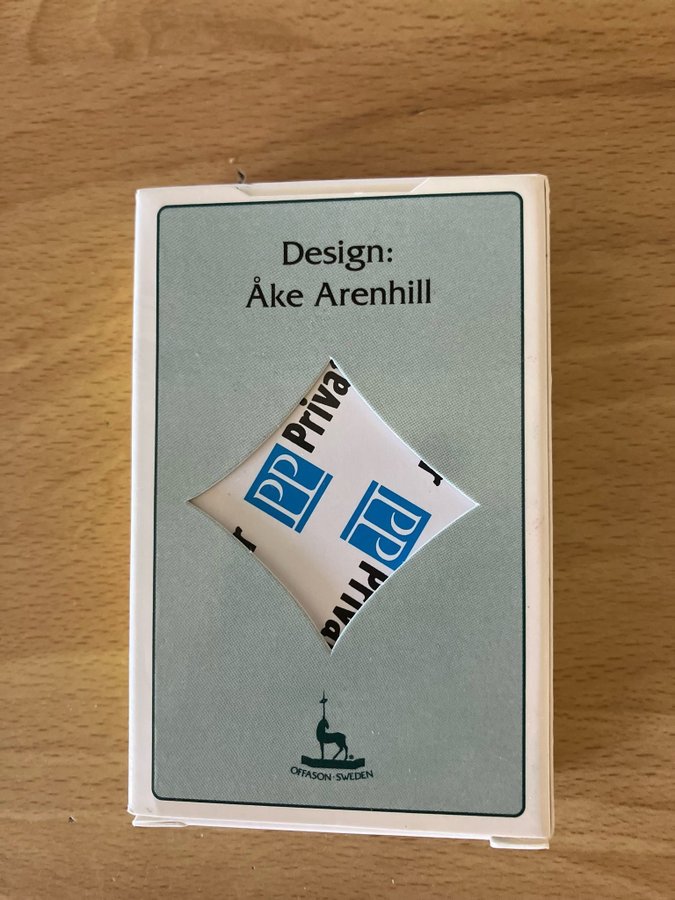 Design:
Åke Arenhill
Priva
PP
r
r
PP
Priva
OFFASON·SWEDEN